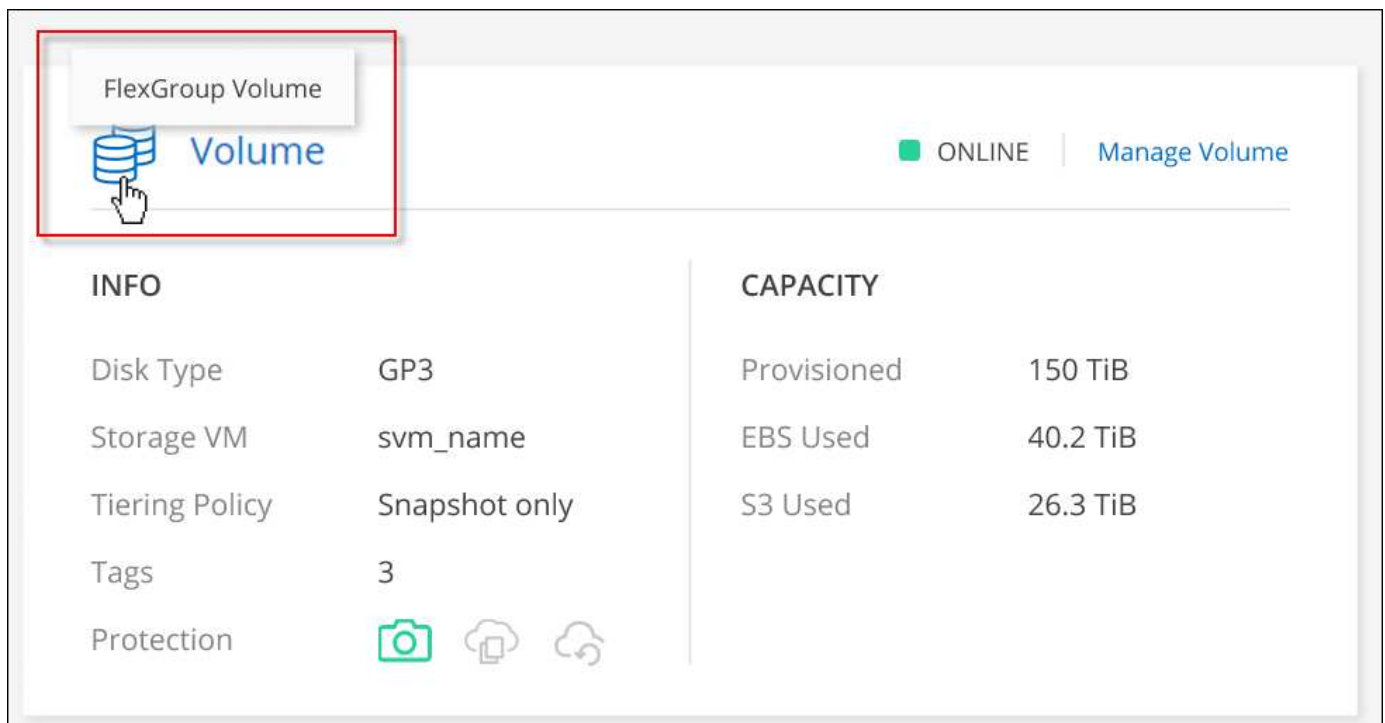 FlexGroup Volume
Volume
ONLINE
Manage Volume
INFO
Disk Type GP3
Storage VM svm_name
Tiering Policy Snapshot only
Tags 3
Protection
CAPACITY
Provisioned 150 TiB
EBS Used 40.2 TiB
S3 Used 26.3 TiB